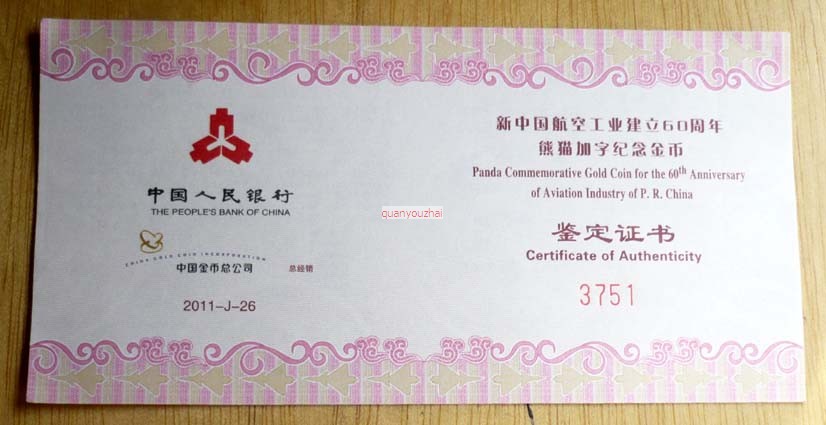 中国人民银行
THE PEOPLE'S BANK OF CHINA
CHINA GOLD COIN INCORPORATION
中国金币总公司 总经销
2011-J-26
quanyouzhai
新中国航空工业建立60周年
熊猫加字纪念金币
Panda Commemorative Gold Coin for the 60th Anniversary
of Aviation Industry of P. R. China
鉴定证书
Certificate of Authenticity
3751